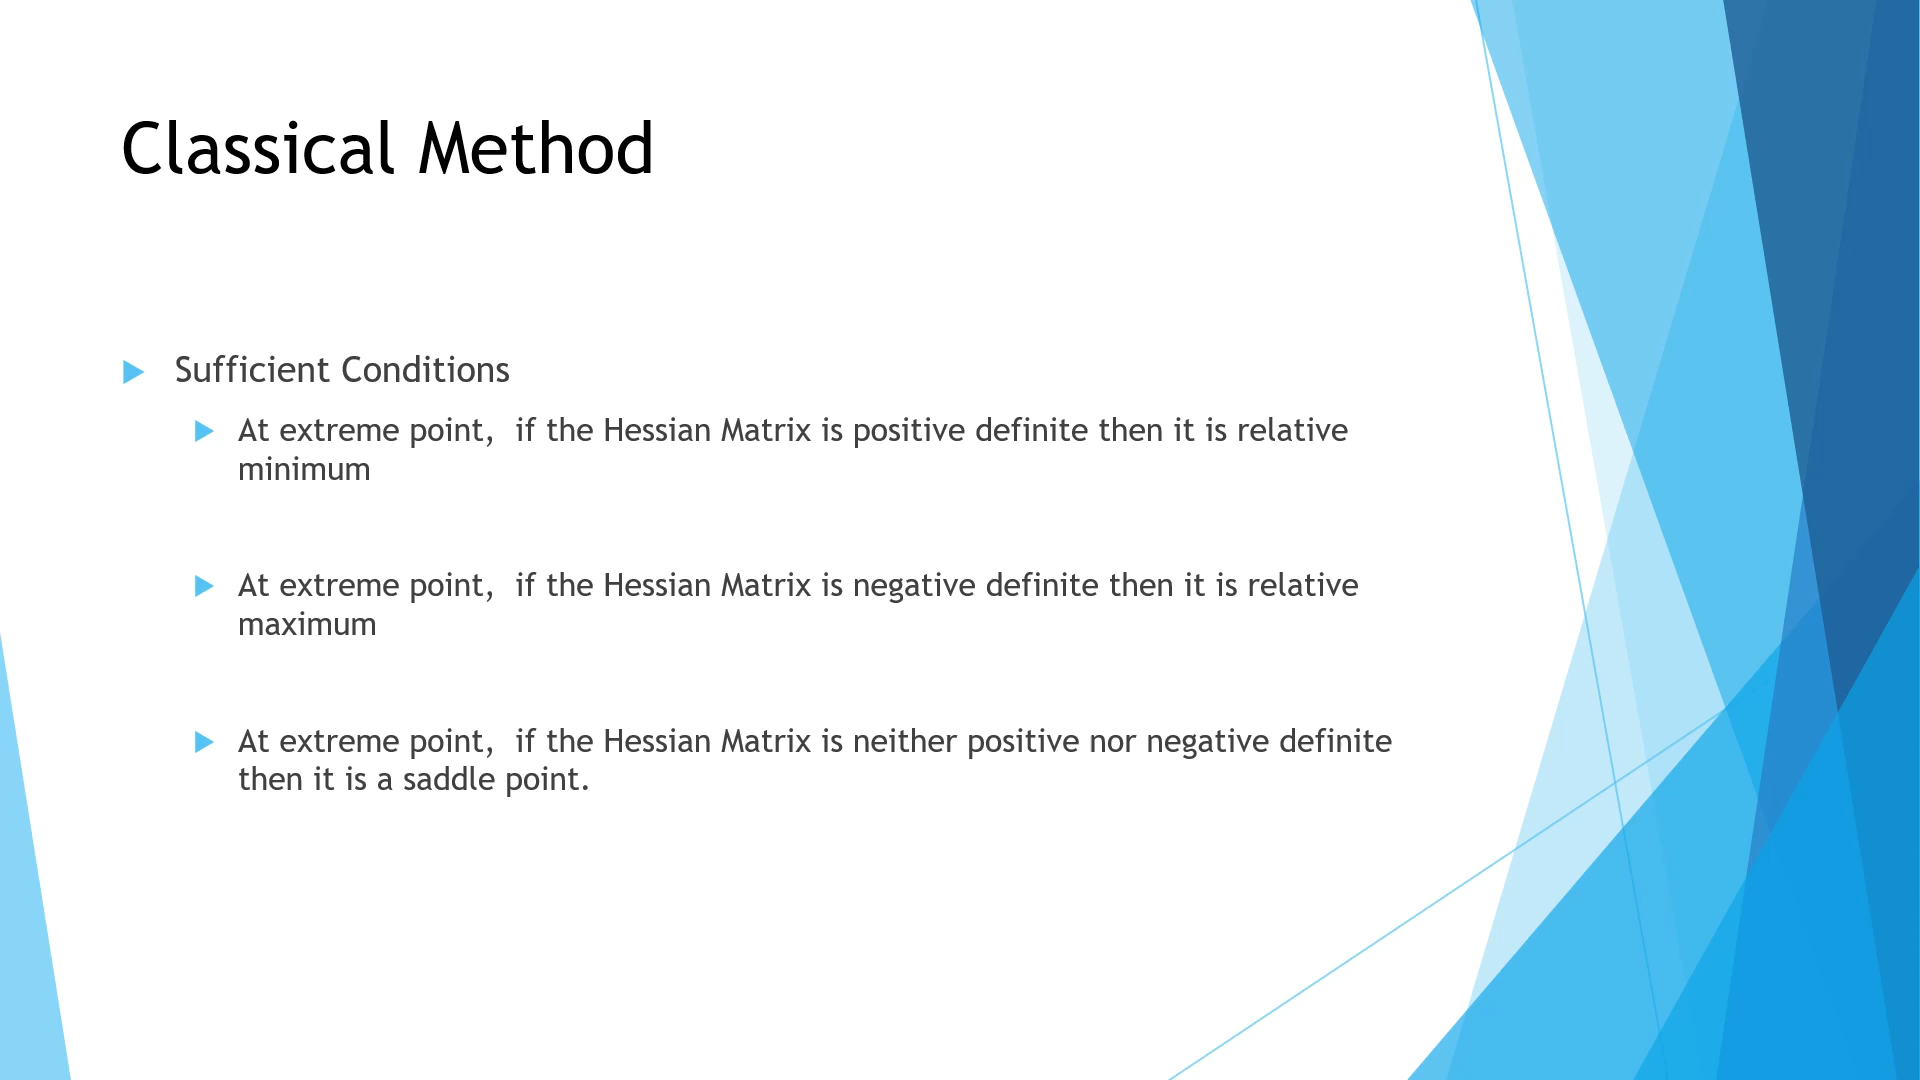 Classical Method
Sufficient Conditions
At extreme point,  if the Hessian Matrix is positive definite then it is relative
minimum
At extreme point,  if the Hessian Matrix is negative definite then it is relative
maximum
At extreme point,  if the Hessian Matrix is neither positive nor negative definite
then it is a saddle point.